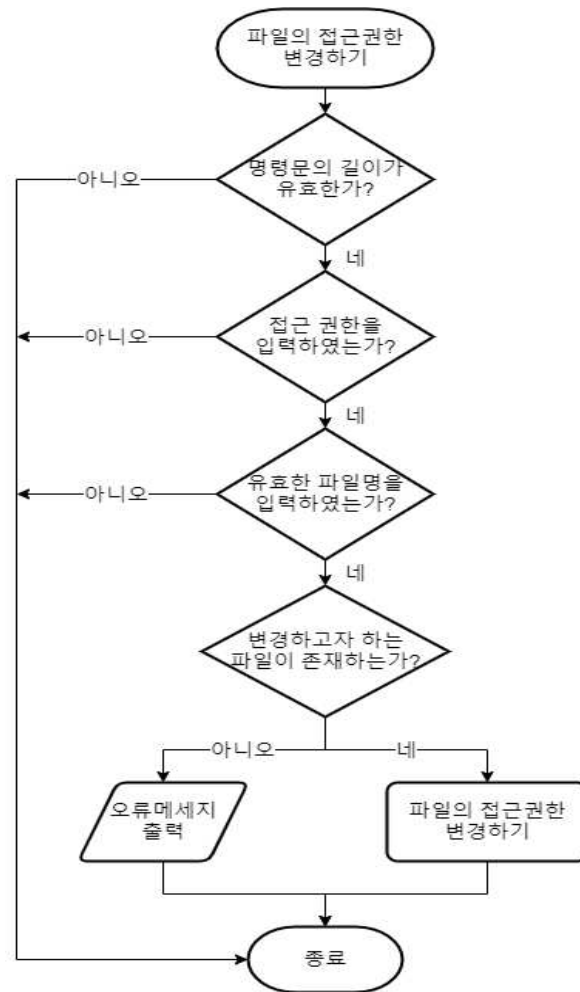 파일의 접근권한
변경하기
명령문의 길이가
유효한가?
아니오
네
접근 권한을
입력하였는가?
아니오
네
유효한 파일명을
입력하였는가?
아니오
네
변경하고자 하는
파일이 존재하는가?
아니오
네
오류메세지
출력
파일의 접근권한
변경하기
종료